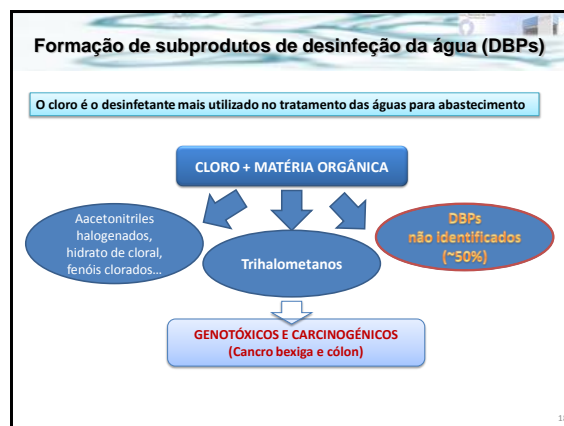 Formação de subprodutos de desinfeção da água (DBPs)
O cloro é o desinfetante mais utilizado no tratamento das águas para abastecimento
CLORO + MATÉRIA ORGÂNICA
Aacetonitriles
halogenados,
hidrato de cloral,
fenóis clorados...
Trihalometanos
DBPs
não identificados
(~50%)
GENOTÓXICOS E CARCINOGÉNICOS
(Cancro bexiga e cólon)